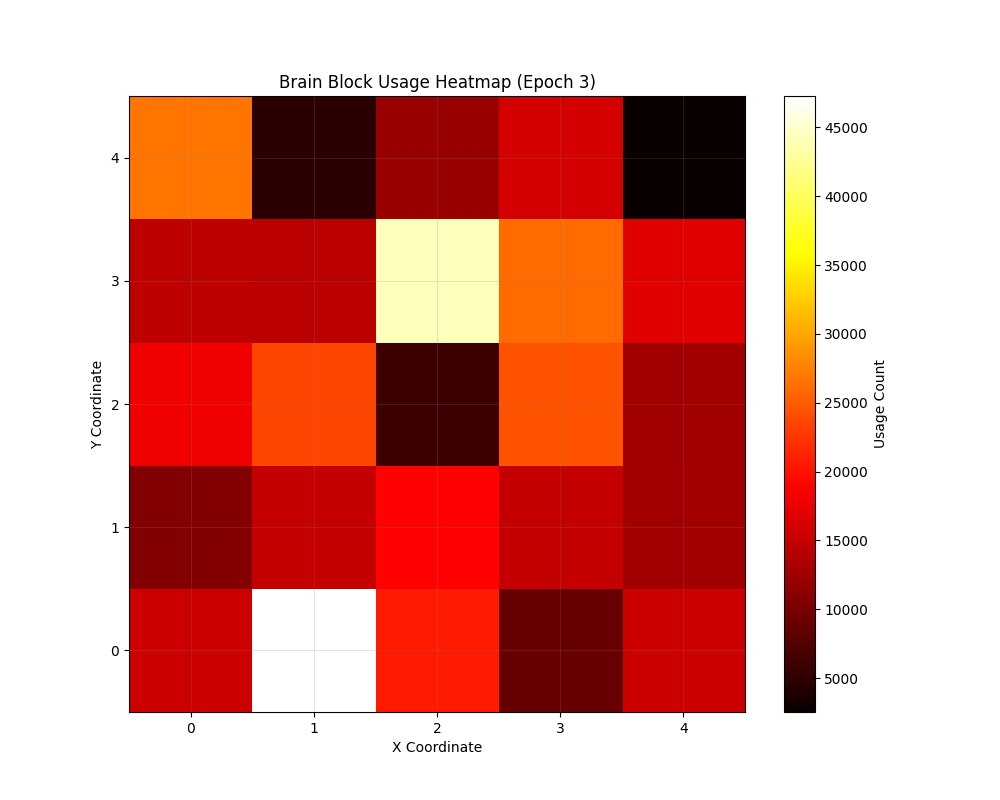 Brain Block Usage Heatmap (Epoch 3)
Y Coordinate
4
3
2
1
0
0 1 2 3 4
X Coordinate
45000
40000
35000
30000
25000
20000
15000
10000
5000
Usage Count